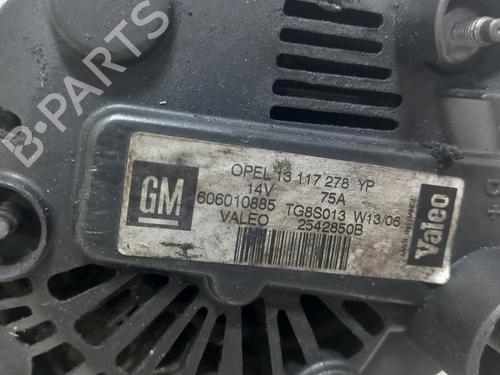 B-PARTS
GM
OPEL 13 117 278 YP
14V 75A
606010885 TG8S013 W13/06
VALEO 2542850B
Valeo